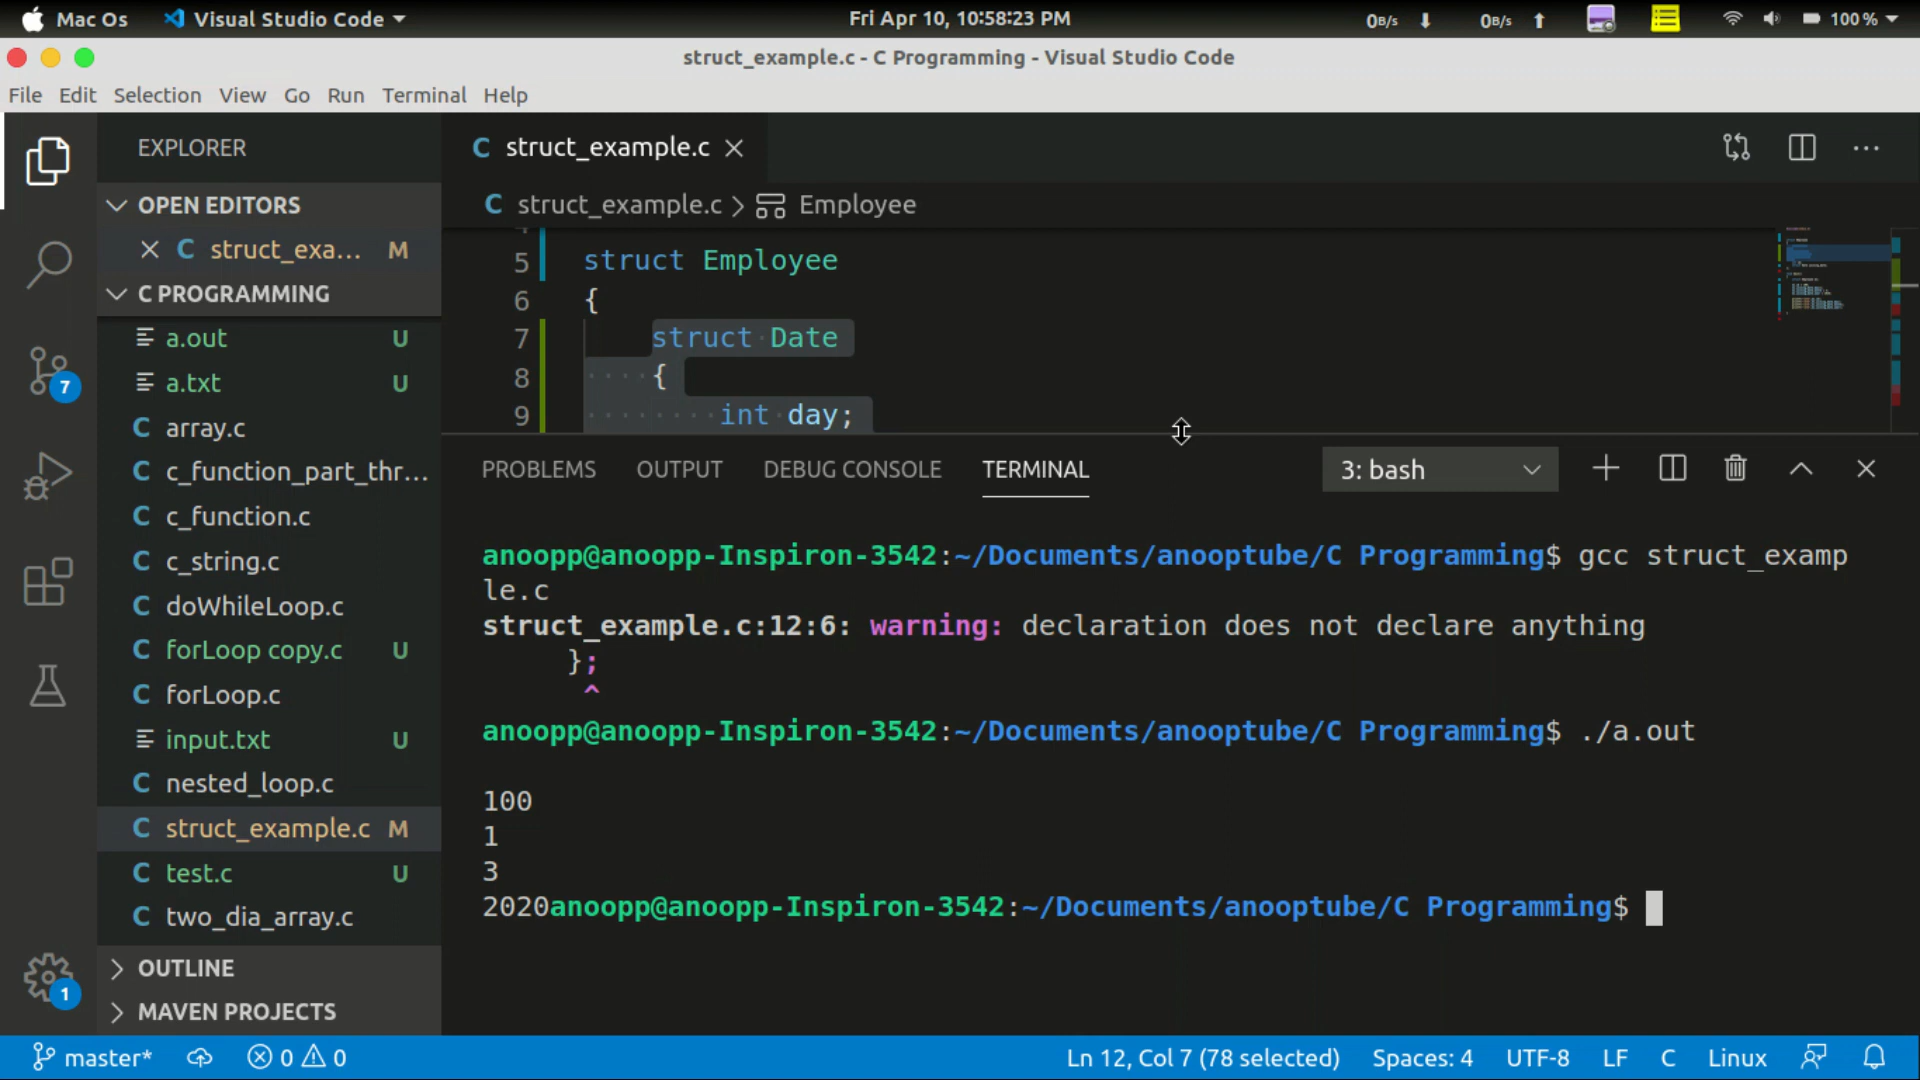 Mac Os Visual Studio Code Fri Apr 10, 10:58:23 PM 0B/s 0B/s 100 %
struct_example.c - C Programming - Visual Studio Code
File Edit Selection View Go Run Terminal Help
EXPLORER
OPEN EDITORS
struct_exa... M
C PROGRAMMING
a.out U
a.txt U
C array.c
C c_function_part_thr...
C c_function.c
C c_string.c
C doWhileLoop.c
C forLoop copy.c U
C forLoop.c
input.txt U
C nested_loop.c
C struct_example.c M
C test.c U
C two_dia_array.c
OUTLINE
MAVEN PROJECTS
7
1
C struct_example.c
C struct_example.c > Employee
5 struct Employee
6 {
7 struct Date
8 {
9 int day;
PROBLEMS OUTPUT DEBUG CONSOLE TERMINAL 3: bash
anoopp@anoopp-Inspiron-3542:~/Documents/anooptube/C Programming$ gcc struct_examp
le.c
struct_example.c:12:6: warning: declaration does not declare anything
};
^
anoopp@anoopp-Inspiron-3542:~/Documents/anooptube/C Programming$ ./a.out
100
1
3
2020anoopp@anoopp-Inspiron-3542:~/Documents/anooptube/C Programming$
master* 0 0 Ln 12, Col 7 (78 selected) Spaces: 4 UTF-8 LF C Linux